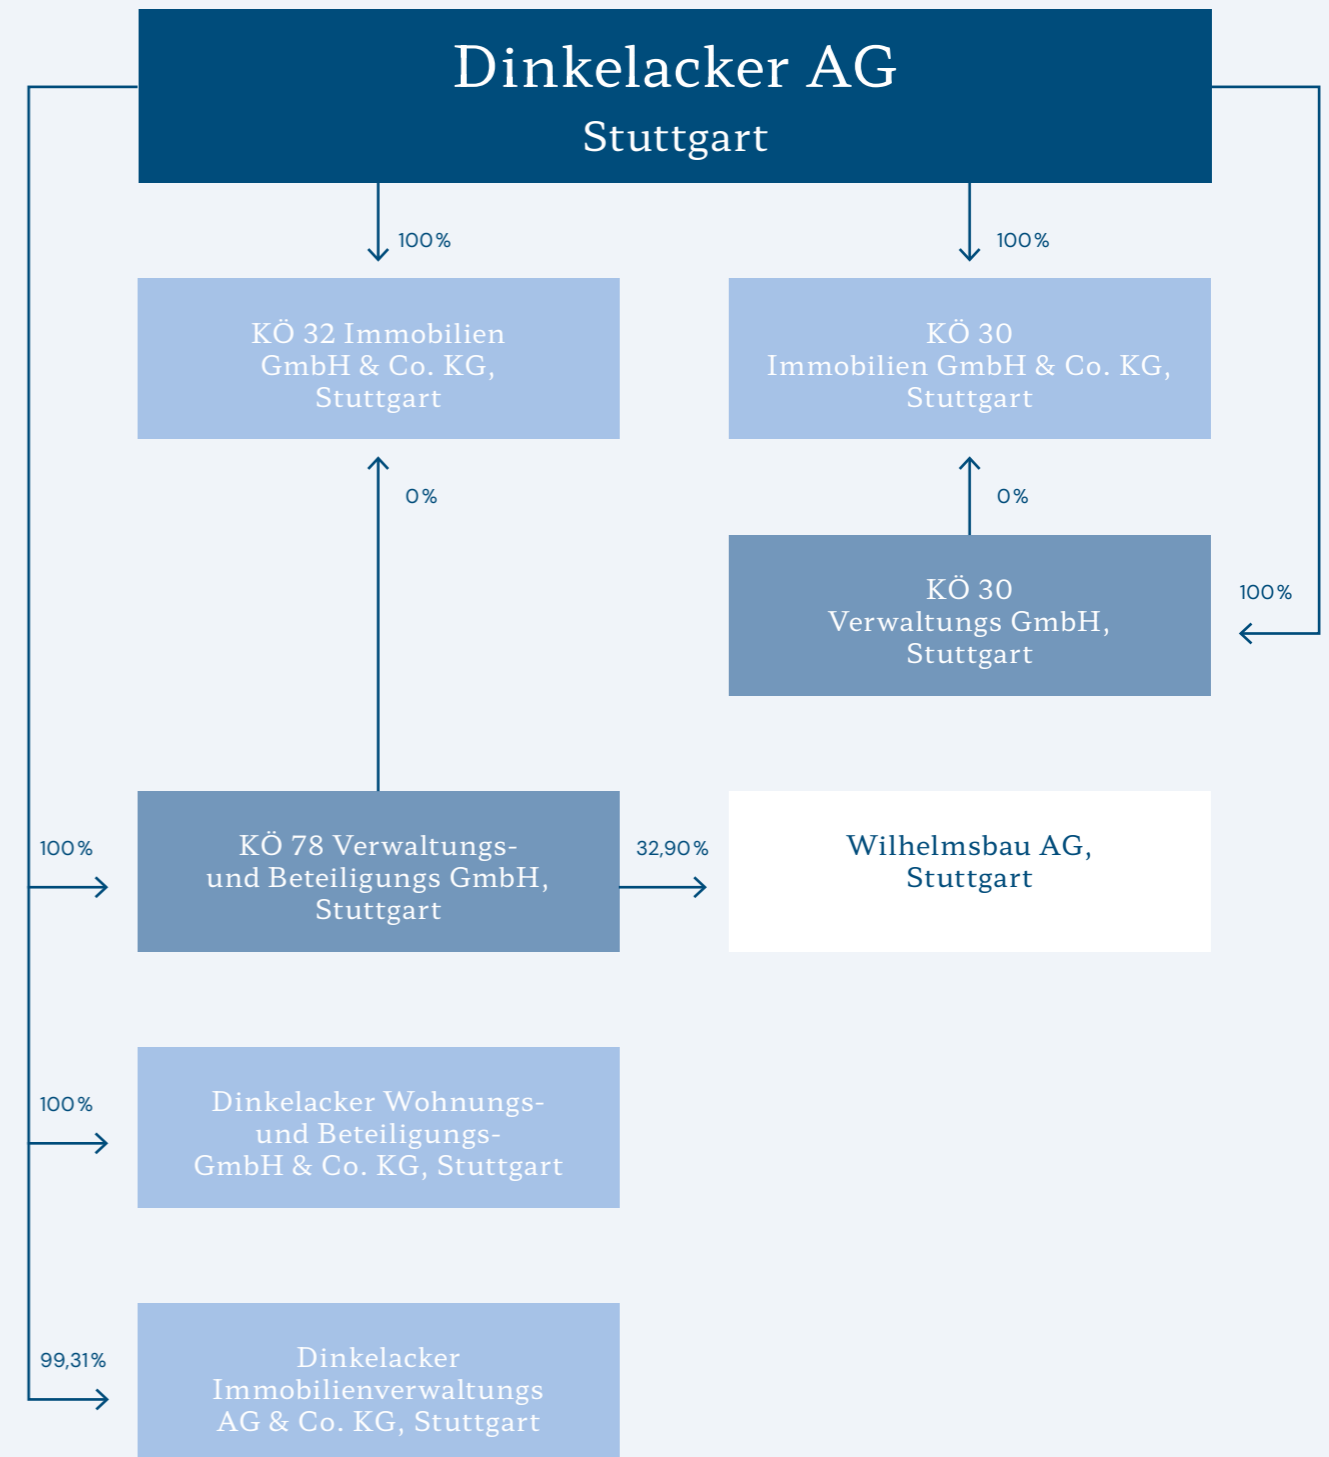 Dinkelacker AG
Stuttgart
100%
100%
KÖ 32 Immobilien
GmbH & Co. KG,
Stuttgart
KÖ 30
Immobilien GmbH & Co. KG,
Stuttgart
0%
0%
KÖ 30
Verwaltungs GmbH,
Stuttgart
100%
100%
KÖ 78 Verwaltungs-
und Beteiligungs GmbH,
Stuttgart
32,90%
Wilhelmsbau AG,
Stuttgart
100%
Dinkelacker Wohnungs-
und Beteiligungs-
GmbH & Co. KG, Stuttgart
99,31%
Dinkelacker
Immobilienverwaltungs
AG & Co. KG, Stuttgart